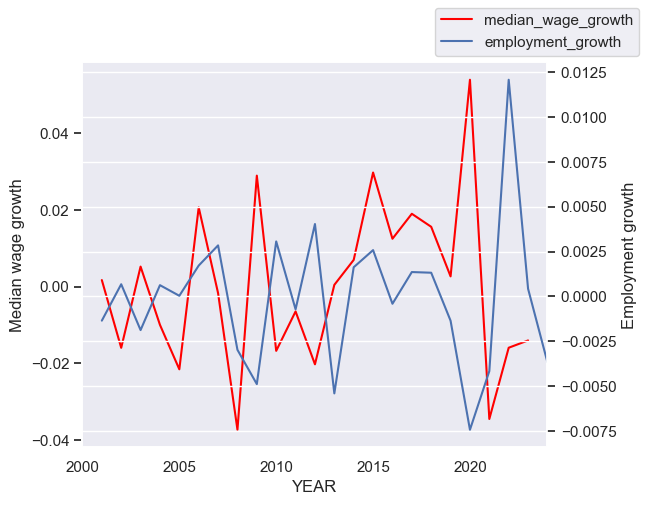 median_wage_growth
employment_growth
0.04
0.02
0.00
−0.02
−0.04
Median wage growth
0.0125
0.0100
0.0075
0.0050
0.0025
0.0000
−0.0025
−0.0050
−0.0075
Employment growth
2000 2005 2010 2015 2020
YEAR